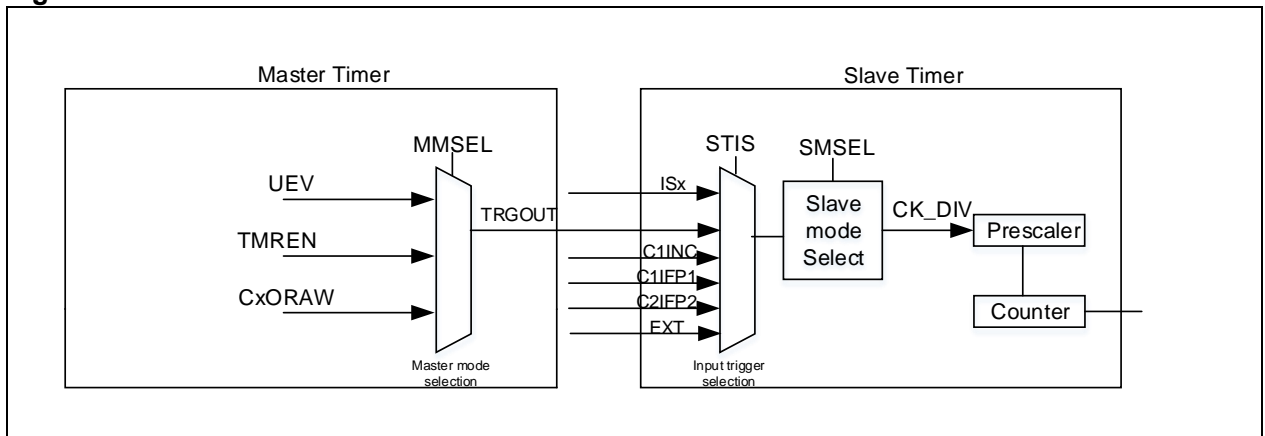 Master Timer
Slave Timer
MMSEL
STIS
SMSEL
UEV
ISx
TRGOUT
Slave
mode
Select
CK_DIV
Prescaler
TMREN
C1INC
C1IFP1
CxORAW
C2IFP2
Counter
EXT
Master mode
selection
Input trigger
selection